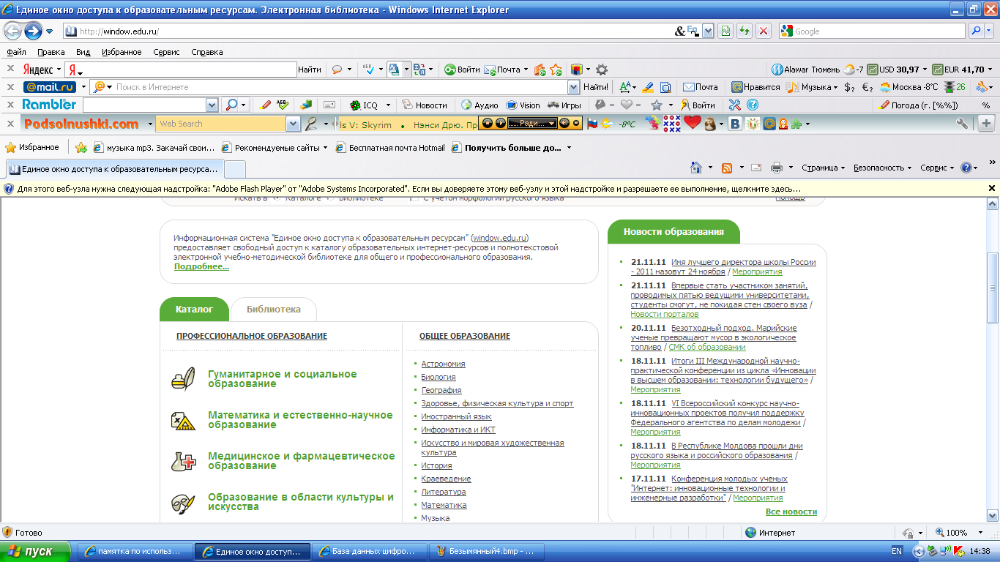 Единое окно доступа к образовательным ресурсам. Электронная библиотека - Windows Internet Explorer
http://window.edu.ru/
Google
Файл Правка Вид Избранное Сервис Справка
Яндекс Я Найти Войти Почта Alawar Тюмень -7 USD 30,97 EUR 41,70
@mail.ru Поиск в Интернете Найти! Почта Нравится Музыка Москва -8°C 26
Rambler ICQ Новости Аудио Vision Игры Войти Погода (г. [%%]) %
Podsolnushki.com Web Search ls V: Skyrim • Нэнси Дрю. Пр ..... Ради... -8°C
Избранное музыка mp3. Закачай свои... Рекомендуемые сайты Бесплатная почта Hotmail Получить больше до...
Единое окно доступа к образовательным ресурса... Страница Безопасность Сервис
Для этого веб-узла нужна следующая надстройка: "Adobe Flash Player" от "Adobe Systems Incorporated". Если вы доверяете этому веб-узлу и этой надстройке и разрешаете ее выполнение, щелкните здесь...
Искать в Каталоге Библиотеке С учетом морфологии русского языка Помощь
Информационная система "Единое окно доступа к образовательным ресурсам" (window.edu.ru)
предоставляет свободный доступ к каталогу образовательных интернет-ресурсов и полнотекстовой
электронной учебно-методической библиотеке для общего и профессионального образования.
Подробнее...
Каталог Библиотека
ПРОФЕССИОНАЛЬНОЕ ОБРАЗОВАНИЕ
Гуманитарное и социальное
образование
Математика и естественно-научное
образование
Медицинское и фармацевтическое
образование
Образование в области культуры и
искусства
ОБЩЕЕ ОБРАЗОВАНИЕ
Астрономия
Биология
География
Здоровье, физическая культура и спорт
Иностранный язык
Информатика и ИКТ
Искусство и мировая художественная
культура
История
Краеведение
Литература
Математика
Музыка
Новости образования
21.11.11 Имя лучшего директора школы России
- 2011 назовут 24 ноября / Мероприятия
21.11.11 Впервые стать участником занятий,
проводимых пятью ведущими университетами,
студенты смогут, не покидая стен своего вуза /
Новости порталов
20.11.11 Безотходный подход. Марийские
ученые превращают мусор в экологическое
топливо / СМК об образовании
18.11.11 Итоги III Международной научно-
практической конференции из цикла «Инновации
в высшем образовании: технологии будущего» /
Мероприятия
18.11.11 VI Всероссийский конкурс научно-
инновационных проектов получил поддержку
Федерального агентства по делам молодежи /
Мероприятия
18.11.11 В Республике Молдова прошли дни
русского языка и российского образования /
Мероприятия
17.11.11 Конференция молодых ученых
"Интернет: инновационные технологии и
инженерные разработки" / Мероприятия
Все новости
Готово Интернет 100%
пуск памятка по использ... Единое окно доступ... База данных цифро... Безымянный4.bmp - ... EN 14:38